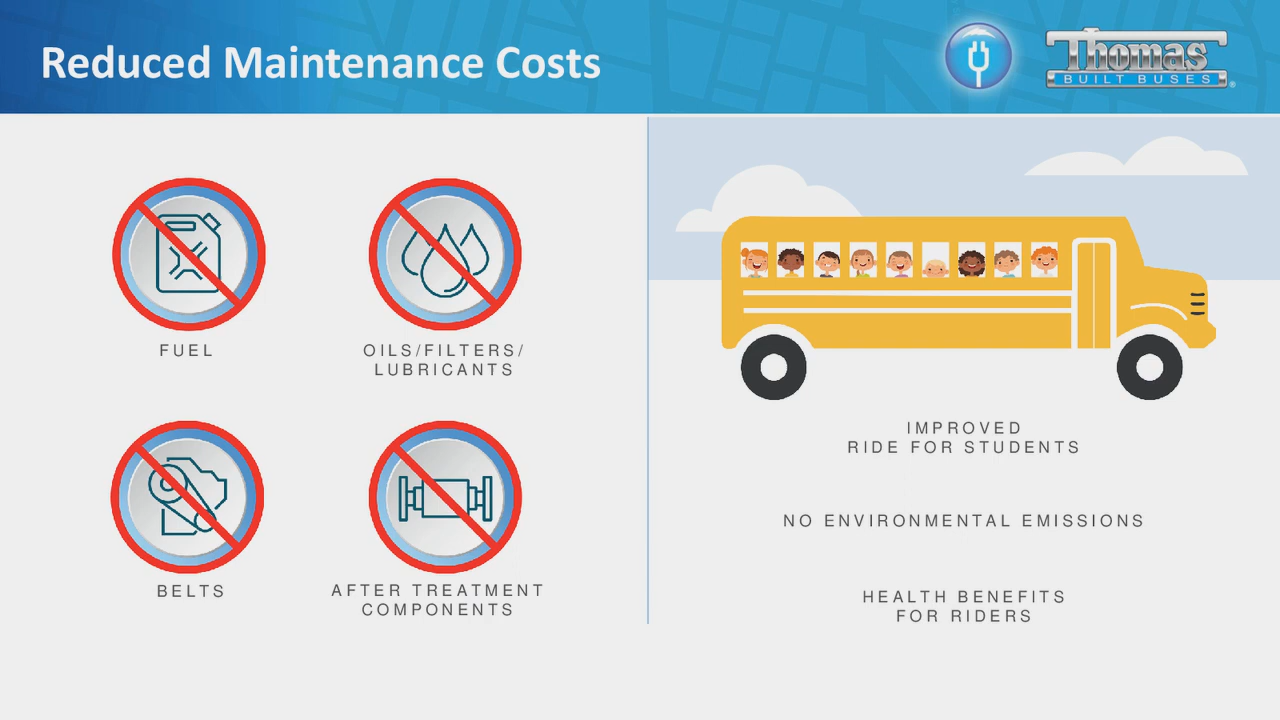 Reduced Maintenance Costs
Thomas
BUILT BUSES®
FUEL
OILS/FILTERS/
LUBRICANTS
BELTS
AFTER TREATMENT
COMPONENTS
IMPROVED
RIDE FOR STUDENTS
NO ENVIRONMENTAL EMISSIONS
HEALTH BENEFITS
FOR RIDERS